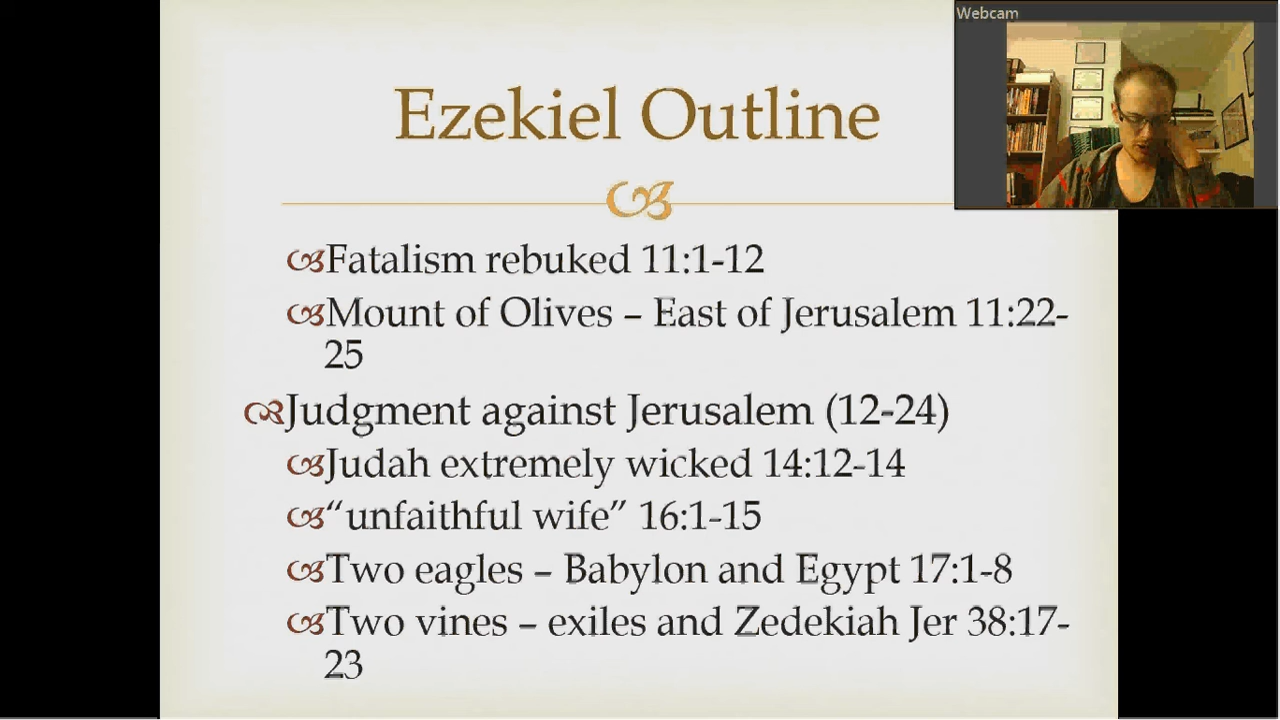 Webcam
Ezekiel Outline
Fatalism rebuked 11:1-12
Mount of Olives – East of Jerusalem 11:22-
25
Judgment against Jerusalem (12-24)
Judah extremely wicked 14:12-14
“unfaithful wife” 16:1-15
Two eagles – Babylon and Egypt 17:1-8
Two vines – exiles and Zedekiah Jer 38:17-
23